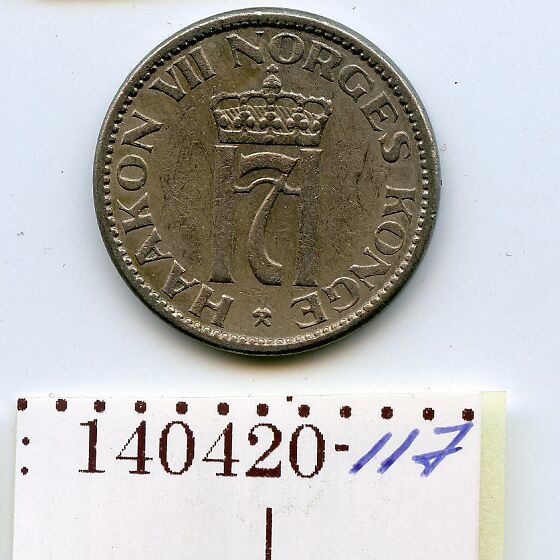 HAAKON VII NORGES KONGE
H7
140420-117